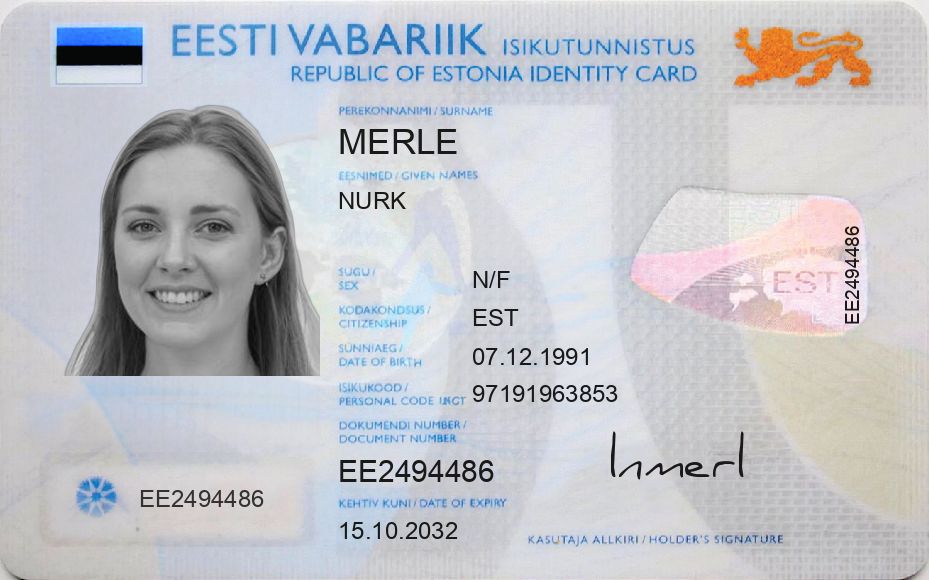 EESTI VABARIIK ISIKUTUNNISTUS
REPUBLIC OF ESTONIA IDENTITY CARD
PEREKONNANIMI / SURNAME
MERLE
EESNIMED / GIVEN NAMES
NURK
SUGU /
SEX
N/F
KODAKONDSUS /
CITIZENSHIP
EST
SÜNNIAEG /
DATE OF BIRTH
07.12.1991
ISIKUKOOD /
PERSONAL CODE
97191963853
DOKUMENDI NUMBER /
DOCUMENT NUMBER
EE2494486
KEHTIV KUNI / DATE OF EXPIRY
15.10.2032
EE2494486
EST
EE2494486
KASUTAJA ALLKIRI / HOLDER'S SIGNATURE